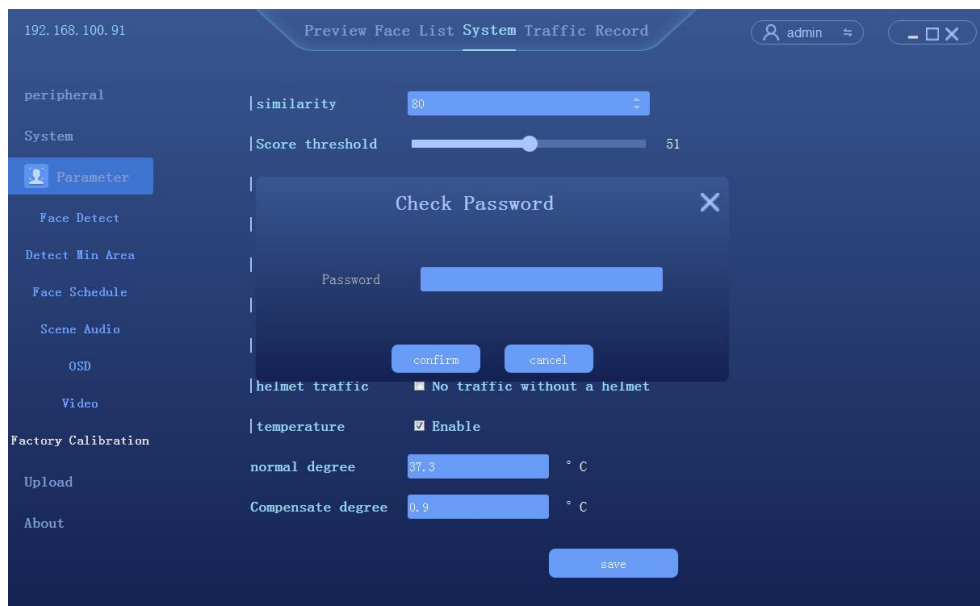 192.168.100.91
Preview Face List System Traffic Record
admin
peripheral
System
Parameter
Face Detect
Detect Min Area
Face Schedule
Scene Audio
OSD
Video
Factory Calibration
Upload
About
similarity 80
Score threshold 51
Check Password
Password
confirm cancel
helmet traffic No traffic without a helmet
temperature Enable
normal degree 37.3 ° C
Compensate degree 0.9 ° C
save